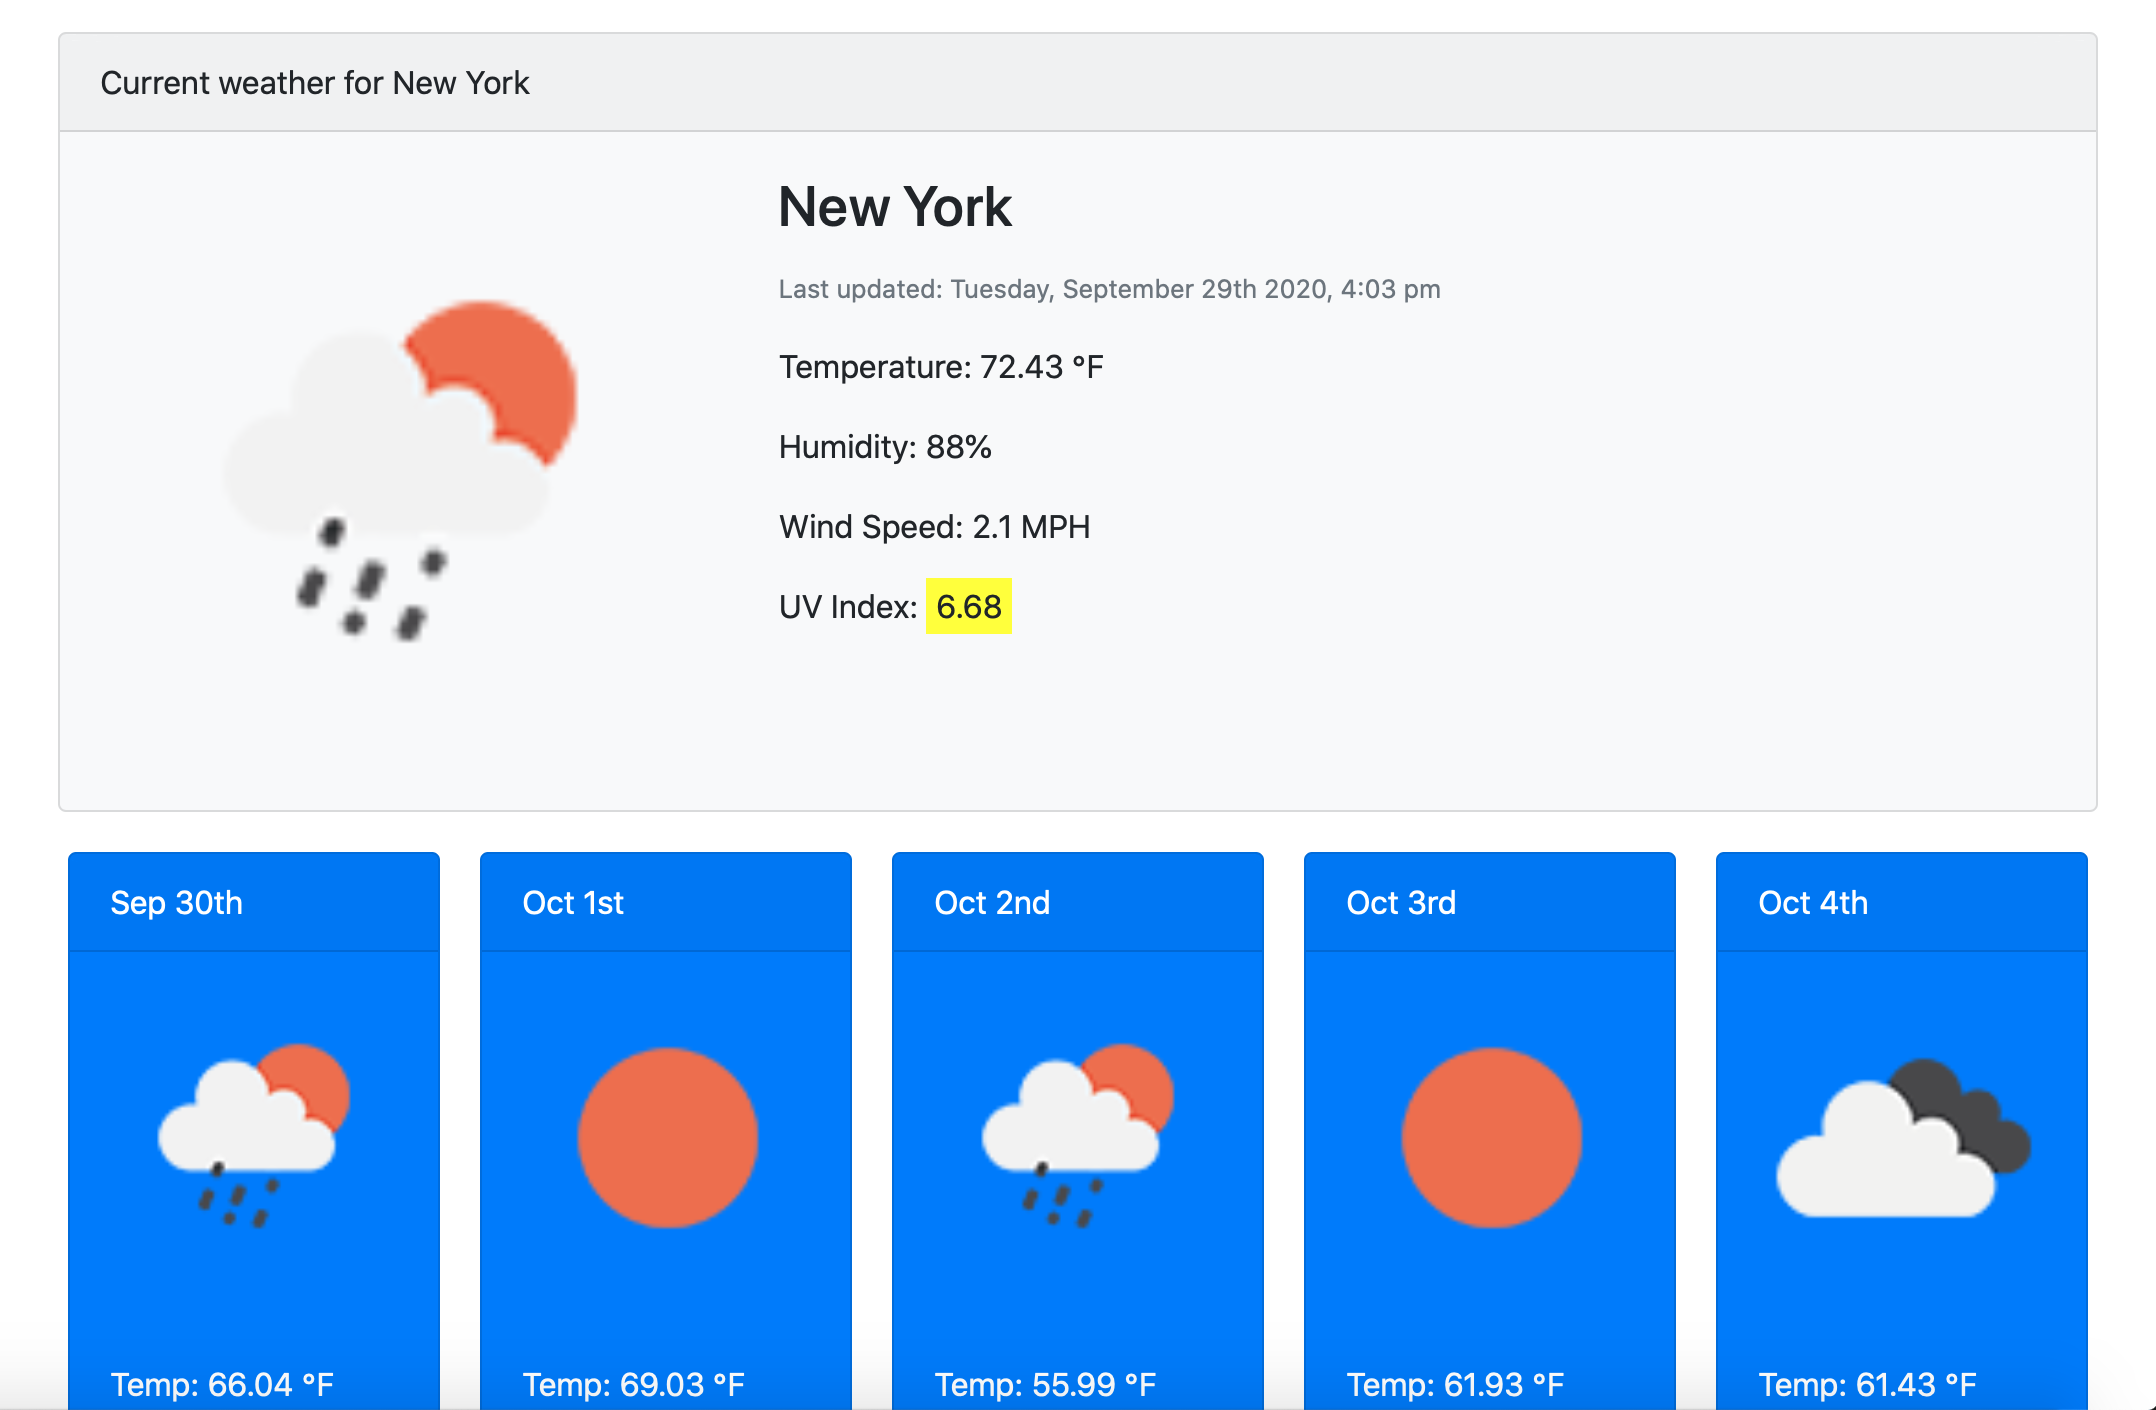 Current weather for New York
New York
Last updated: Tuesday, September 29th 2020, 4:03 pm
Temperature: 72.43 °F
Humidity: 88%
Wind Speed: 2.1 MPH
UV Index: 6.68
Sep 30th
Oct 1st
Oct 2nd
Oct 3rd
Oct 4th
Temp: 66.04 °F
Temp: 69.03 °F
Temp: 55.99 °F
Temp: 61.93 °F
Temp: 61.43 °F